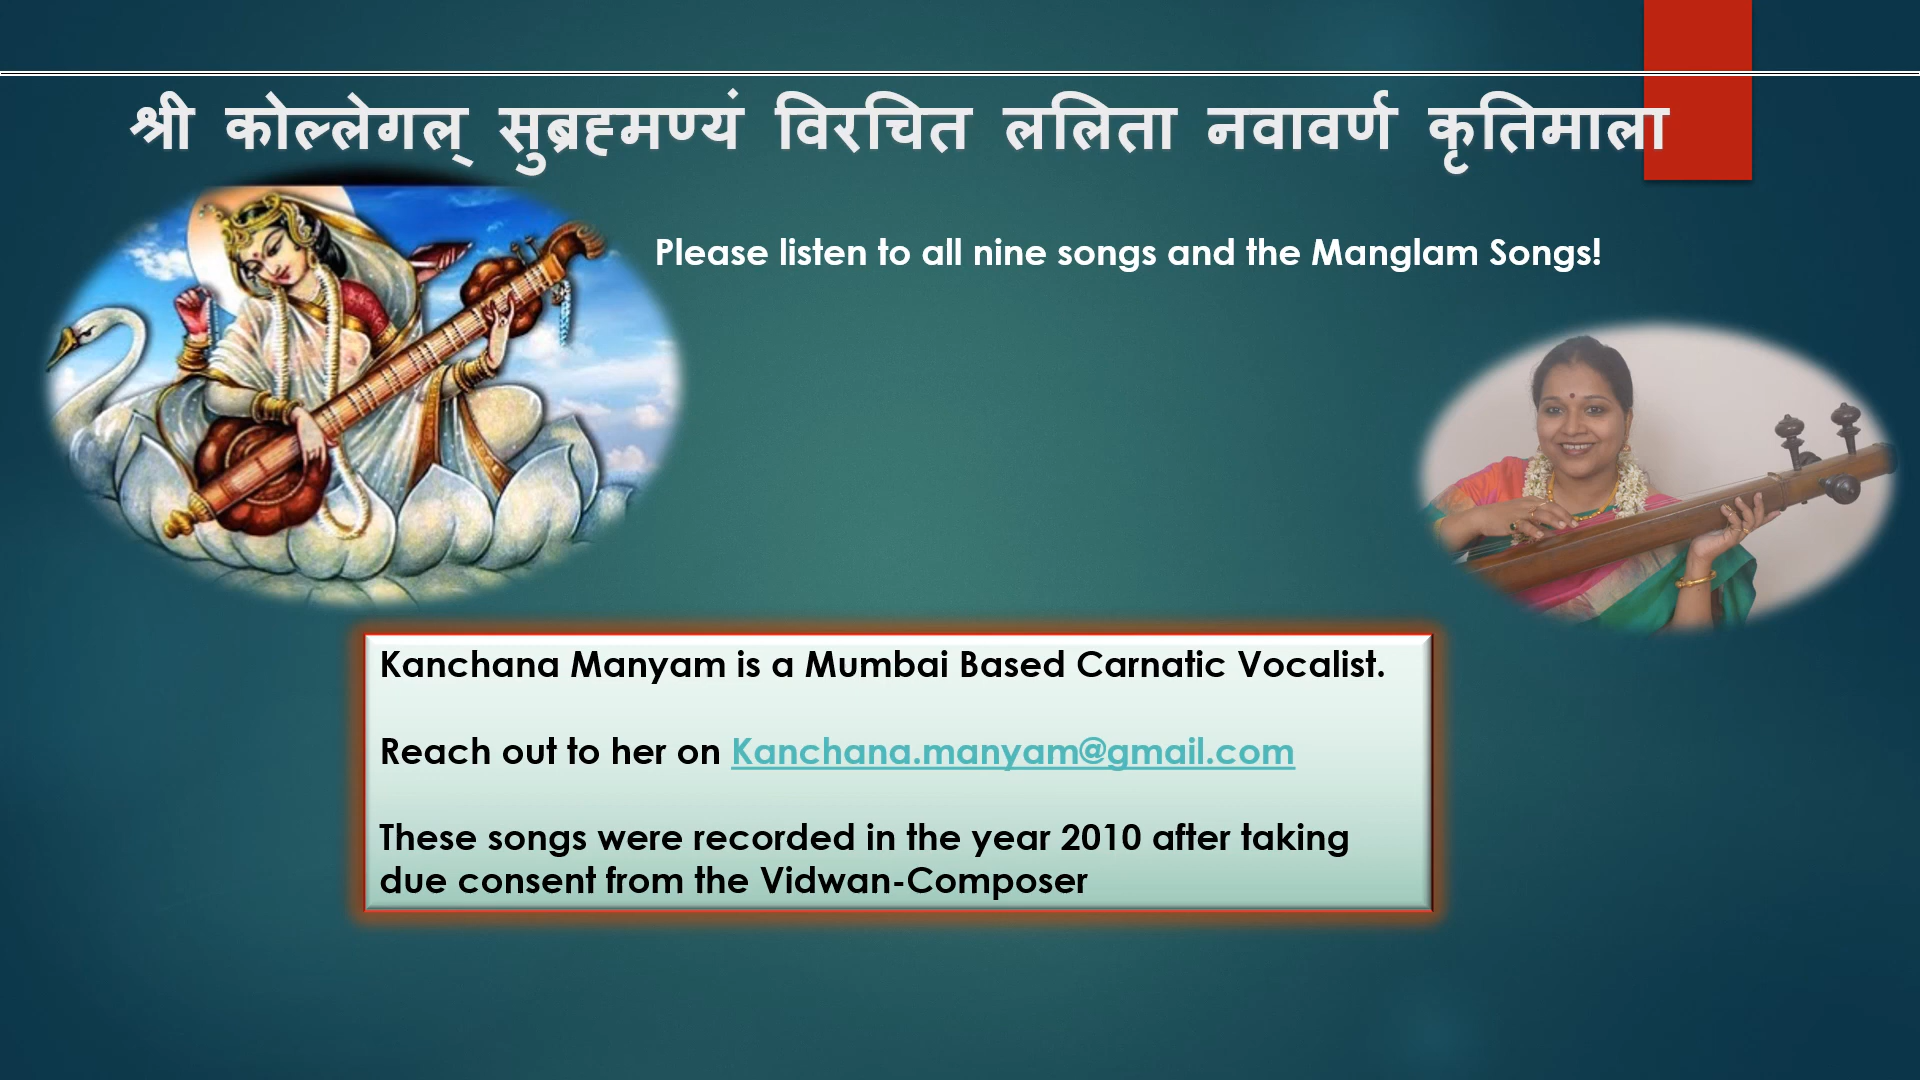 श्री कोल्लेगल् सुब्रह्मण्यं विरचित ललिता नवावर्ण कृतिमाला
Please listen to all nine songs and the Manglam Songs!
Kanchana Manyam is a Mumbai Based Carnatic Vocalist.
Reach out to her on Kanchana.manyam@gmail.com
These songs were recorded in the year 2010 after taking
due consent from the Vidwan-Composer